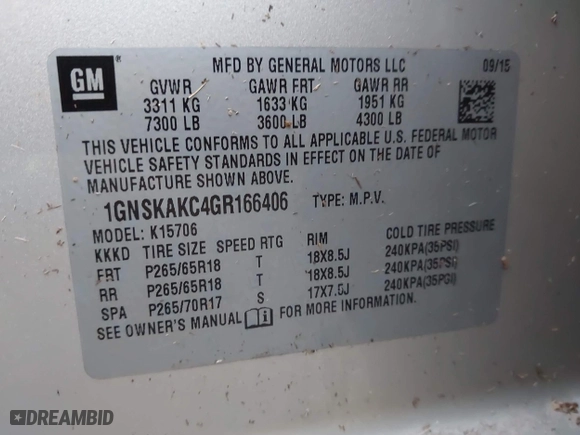 GM
MFD BY GENERAL MOTORS LLC 09/15
GVWR GAWR FRT GAWR RR
3311 KG 1633 KG 1951 KG
7300 LB 3600 LB 4300 LB
THIS VEHICLE CONFORMS TO ALL APPLICABLE U.S. FEDERAL MOTOR
VEHICLE SAFETY STANDARDS IN EFFECT ON THE DATE OF
MANUFACTURE SHOWN ABOVE.
1GNSKAKC4GR166406 TYPE: M.P.V.
MODEL: K15706
KKKD TIRE SIZE SPEED RTG RIM COLD TIRE PRESSURE
FRT P265/65R18 T 18X8.5J 240KPA(35PSI)
RR P265/65R18 T 18X8.5J 240KPA(35PSI)
SPA P265/70R17 S 17X7.5J 240KPA(35PSI)
SEE OWNER'S MANUAL i FOR MORE INFORMATION.
DREAMBID